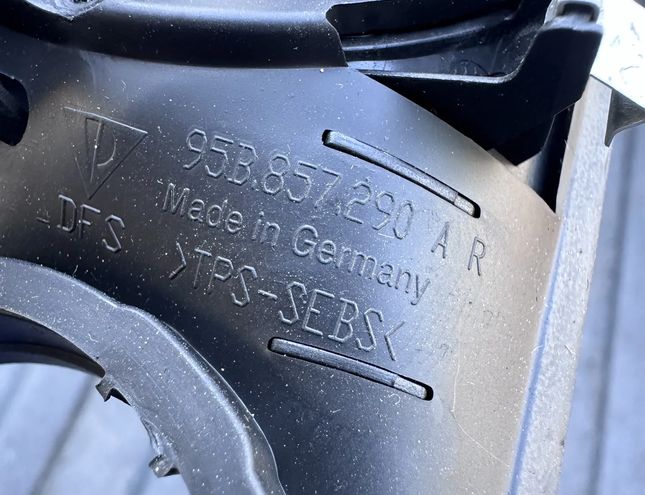 95B.857.290 A R
Made in Germany
DFS
>TPS-SEBS<